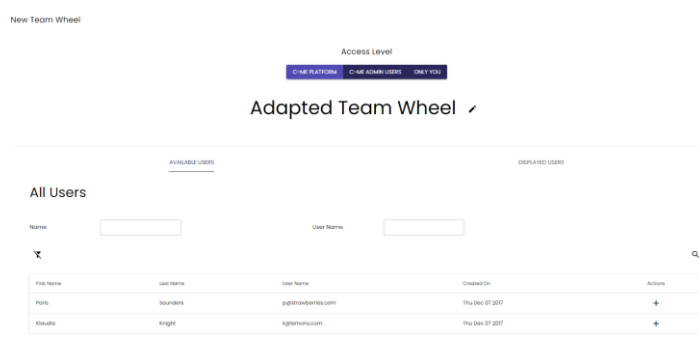 New Team Wheel
Access Level
C-ME PLATFORM C-ME ADMIN USERS ONLY YOU
Adapted Team Wheel
AVAILABLE USERS DISPLAYED USERS
All Users
Name User Name
First Name Last Name User Name Created On Actions
Paris Saunders p@strawberries.com Thu Dec 07 2017 +
Klaudia Knight k@lemons.com Thu Dec 07 2017 +